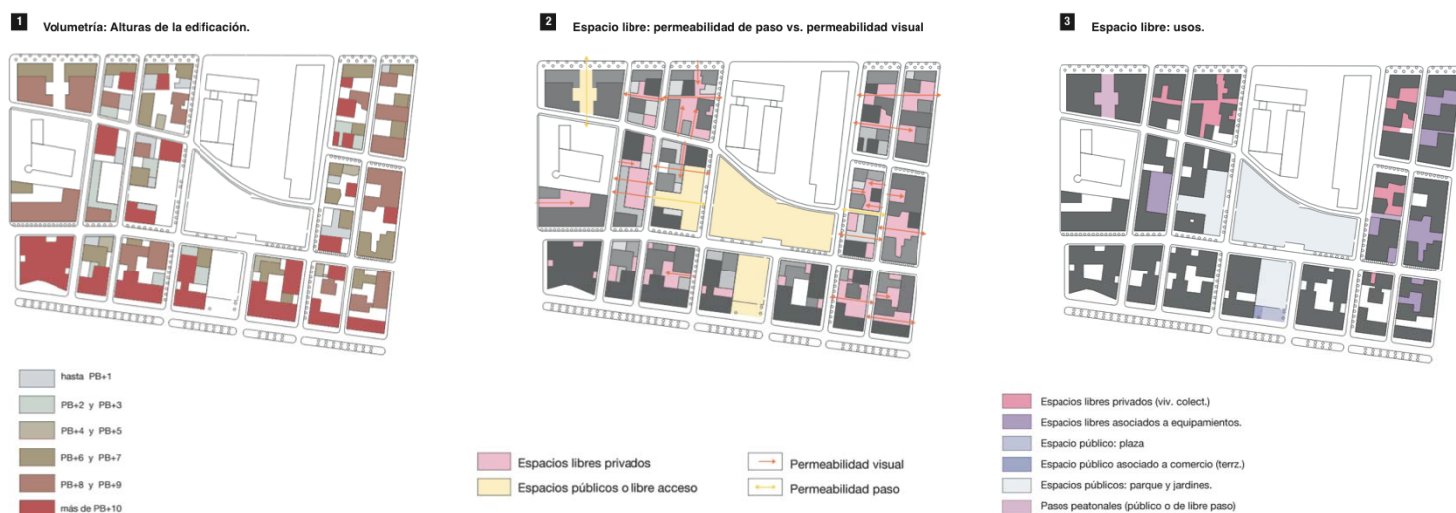 1 Volumetría: Alturas de la edificación.
hasta PB+1
PB+2 y PB+3
PB+4 y PB+5
PB+6 y PB+7
PB+8 y PB+9
más de PB+10
2 Espacio libre: permeabilidad de paso vs. permeabilidad visual
Espacios libres privados
Espacios públicos o libre acceso
Permeabilidad visual
Permeabilidad paso
3 Espacio libre: usos.
Espacios libres privados (viv. colect.)
Espacios libres asociados a equipamientos.
Espacio público: plaza
Espacio público asociado a comercio (terrz.)
Espacios públicos: parque y jardines.
Pasos peatonales (público o de libre paso)